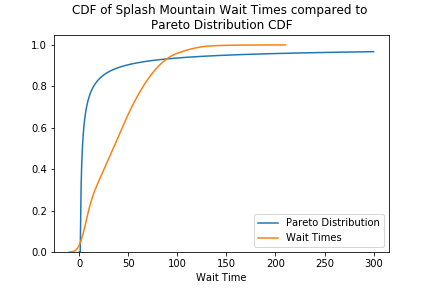 CDF of Splash Mountain Wait Times compared to
Pareto Distribution CDF
1.0
0.8
0.6
0.4
0.2
0.0
0
50
100
150
200
250
300
Wait Time
Pareto Distribution
Wait Times